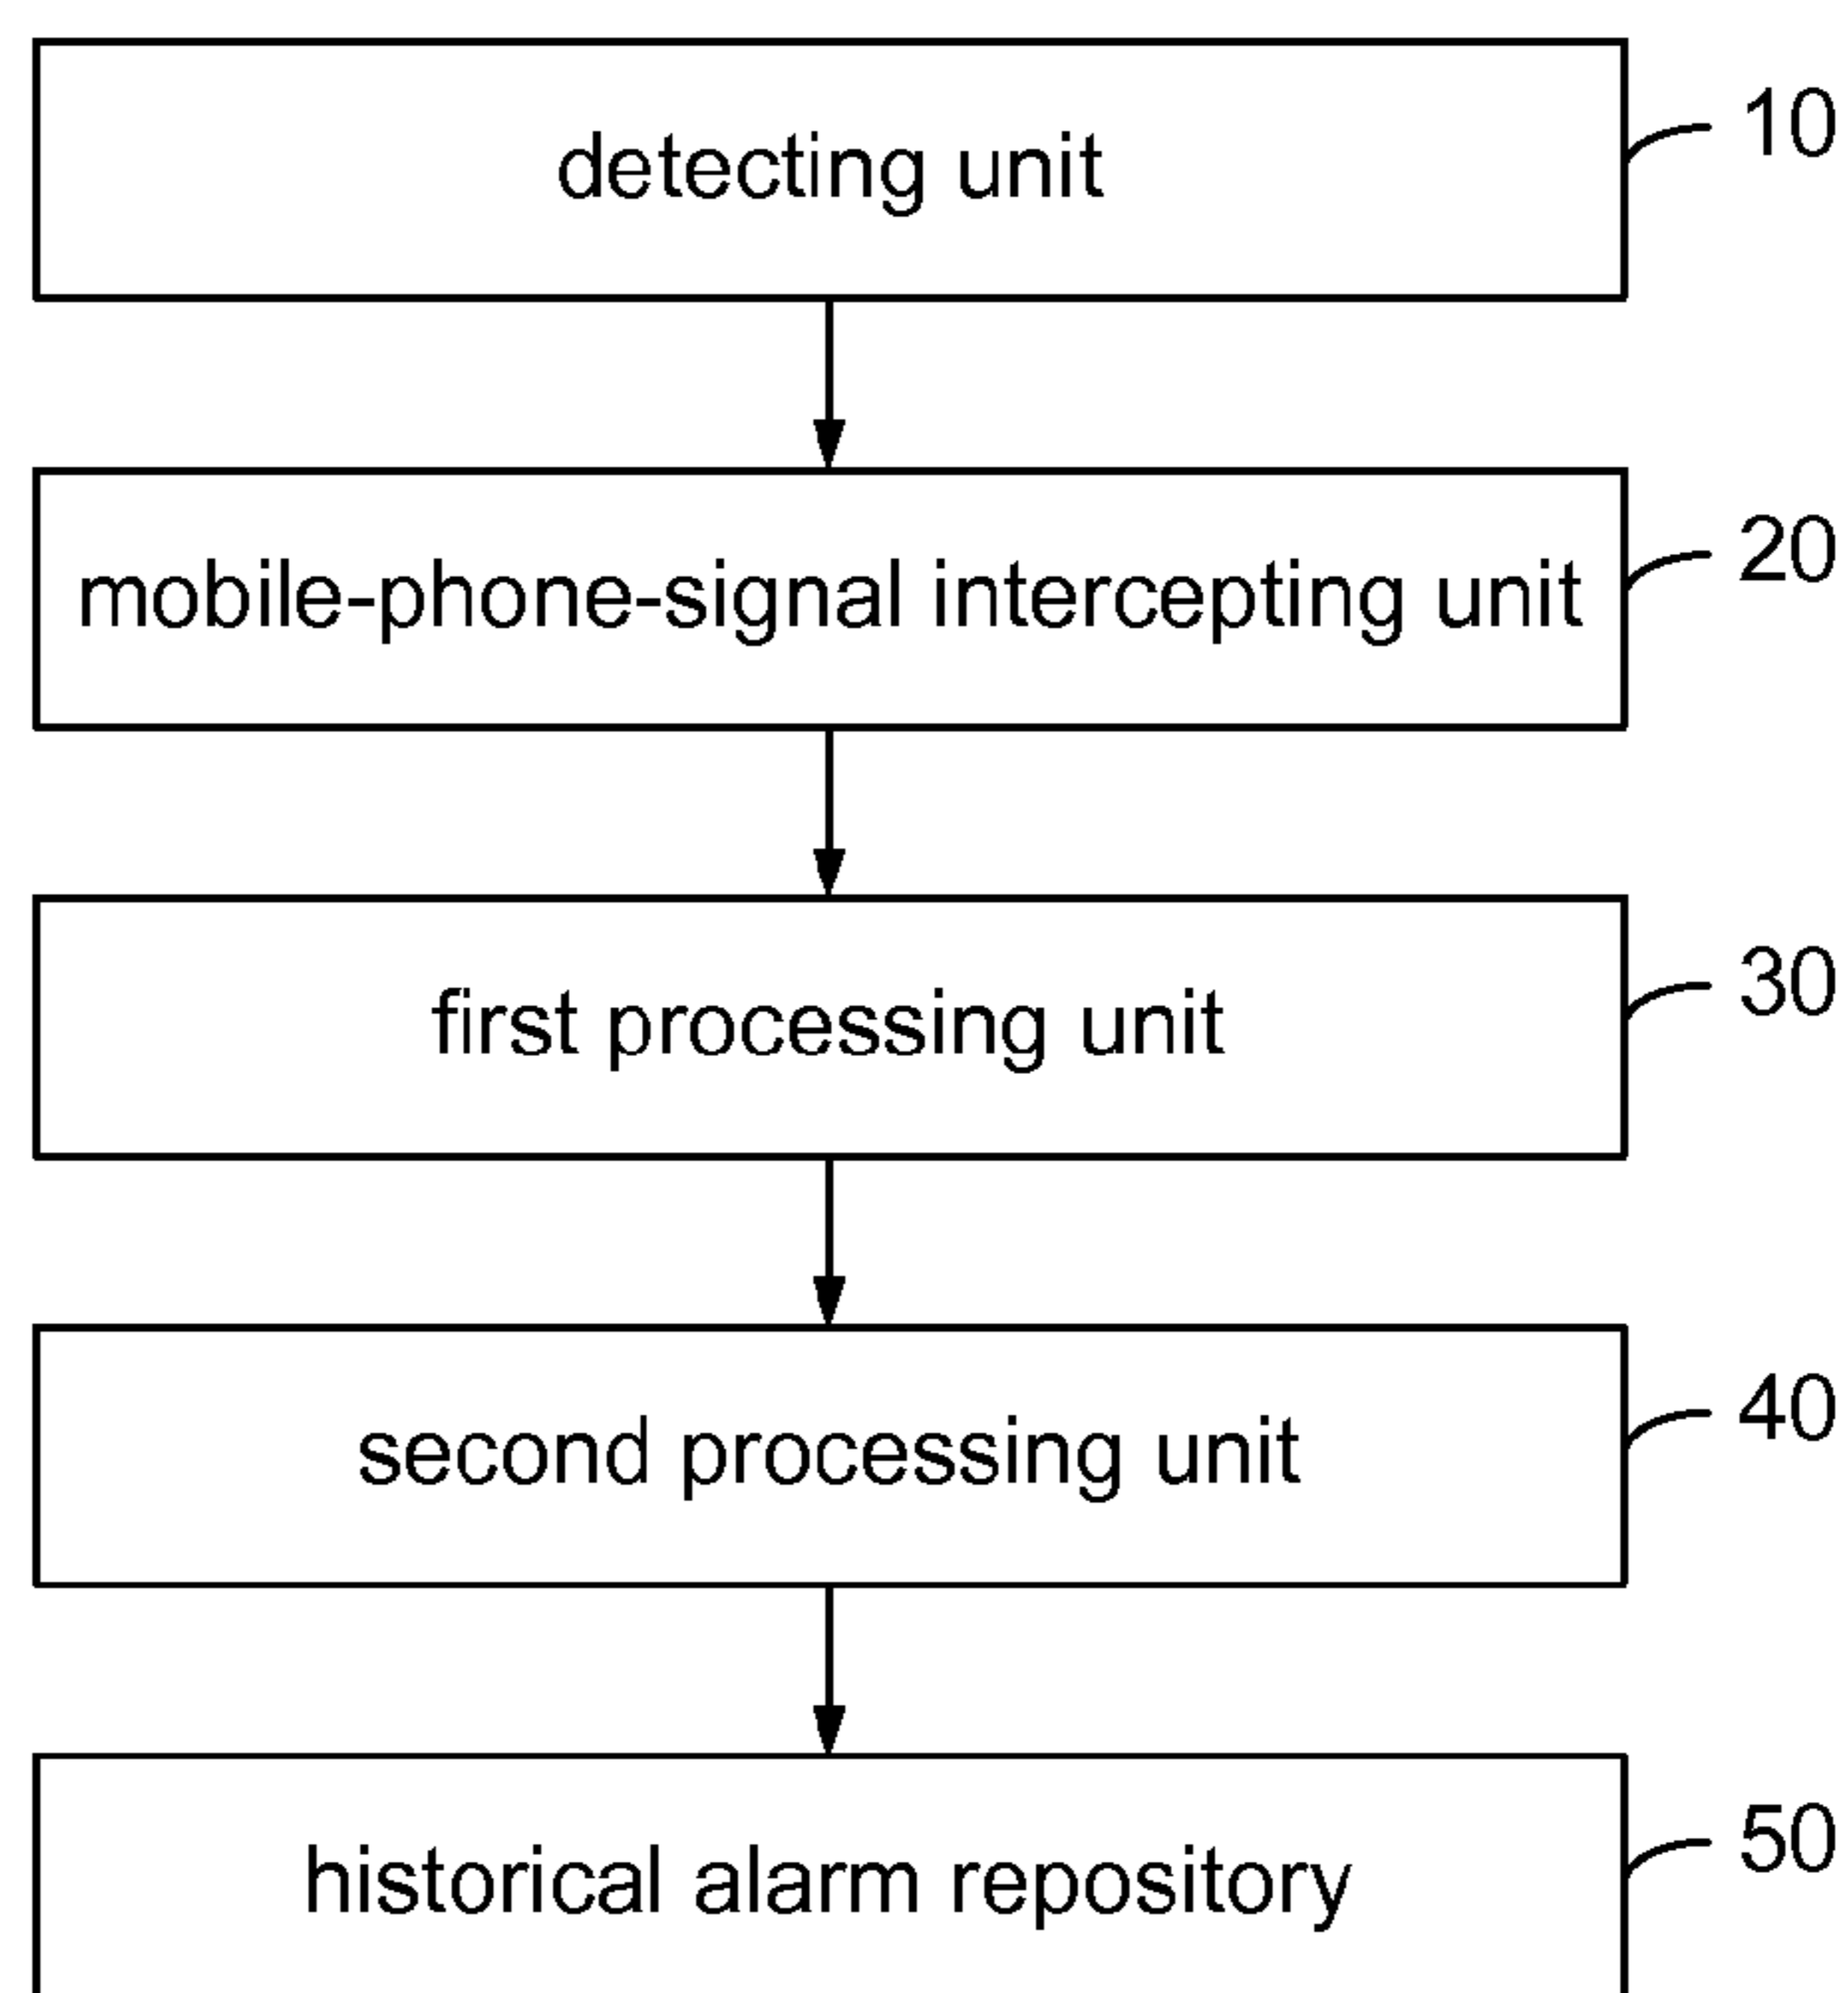 detecting unit
10
mobile-phone-signal intercepting unit
20
first processing unit
30
second processing unit
40
historical alarm repository
50